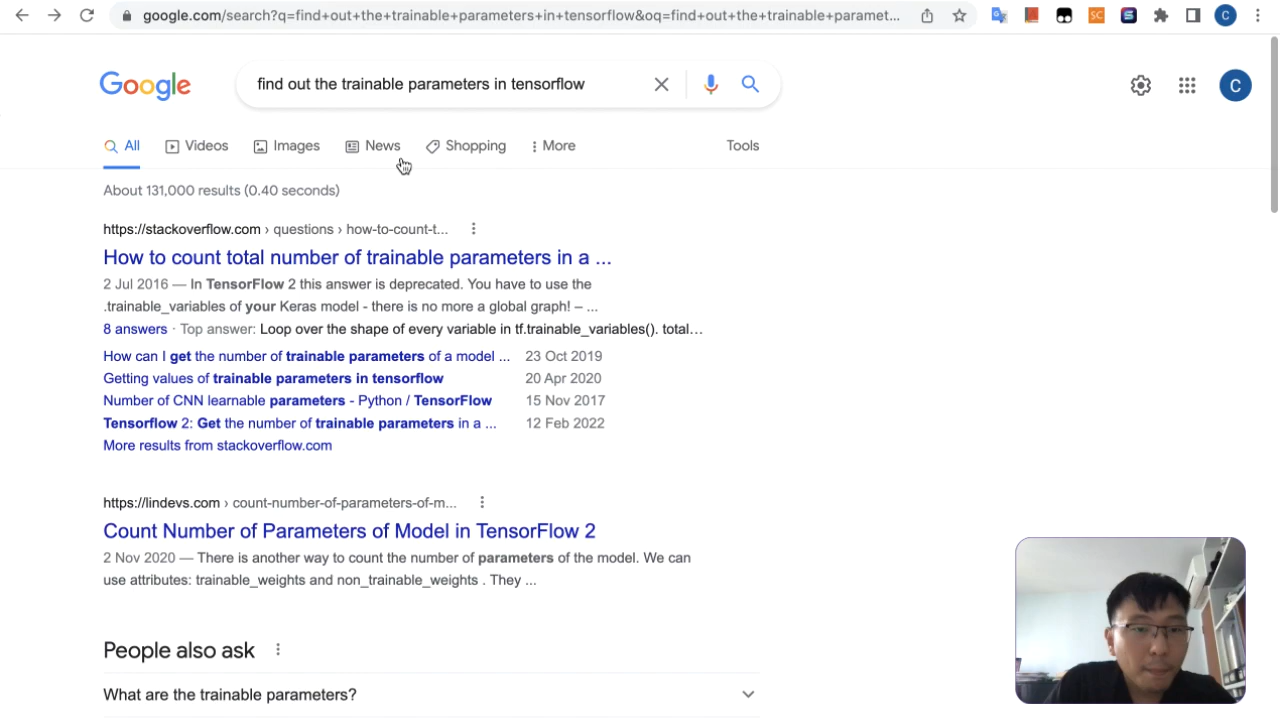 google.com/search?q=find+out+the+trainable+parameters+in+tensorflow&oq=find+out+the+trainable+paramet...
SC
S
C
Google
find out the trainable parameters in tensorflow
C
All
Videos
Images
News
Shopping
More
Tools
About 131,000 results (0.40 seconds)
https://stackoverflow.com › questions › how-to-count-t...
How to count total number of trainable parameters in a ...
2 Jul 2016 — In TensorFlow 2 this answer is deprecated. You have to use the
.trainable_variables of your Keras model - there is no more a global graph! – ...
8 answers · Top answer: Loop over the shape of every variable in tf.trainable_variables(). total...
How can I get the number of trainable parameters of a model ... 23 Oct 2019
Getting values of trainable parameters in tensorflow 20 Apr 2020
Number of CNN learnable parameters - Python / TensorFlow 15 Nov 2017
Tensorflow 2: Get the number of trainable parameters in a ... 12 Feb 2022
More results from stackoverflow.com
https://lindevs.com › count-number-of-parameters-of-m...
Count Number of Parameters of Model in TensorFlow 2
2 Nov 2020 — There is another way to count the number of parameters of the model. We can
use attributes: trainable_weights and non_trainable_weights . They ...
People also ask
What are the trainable parameters?